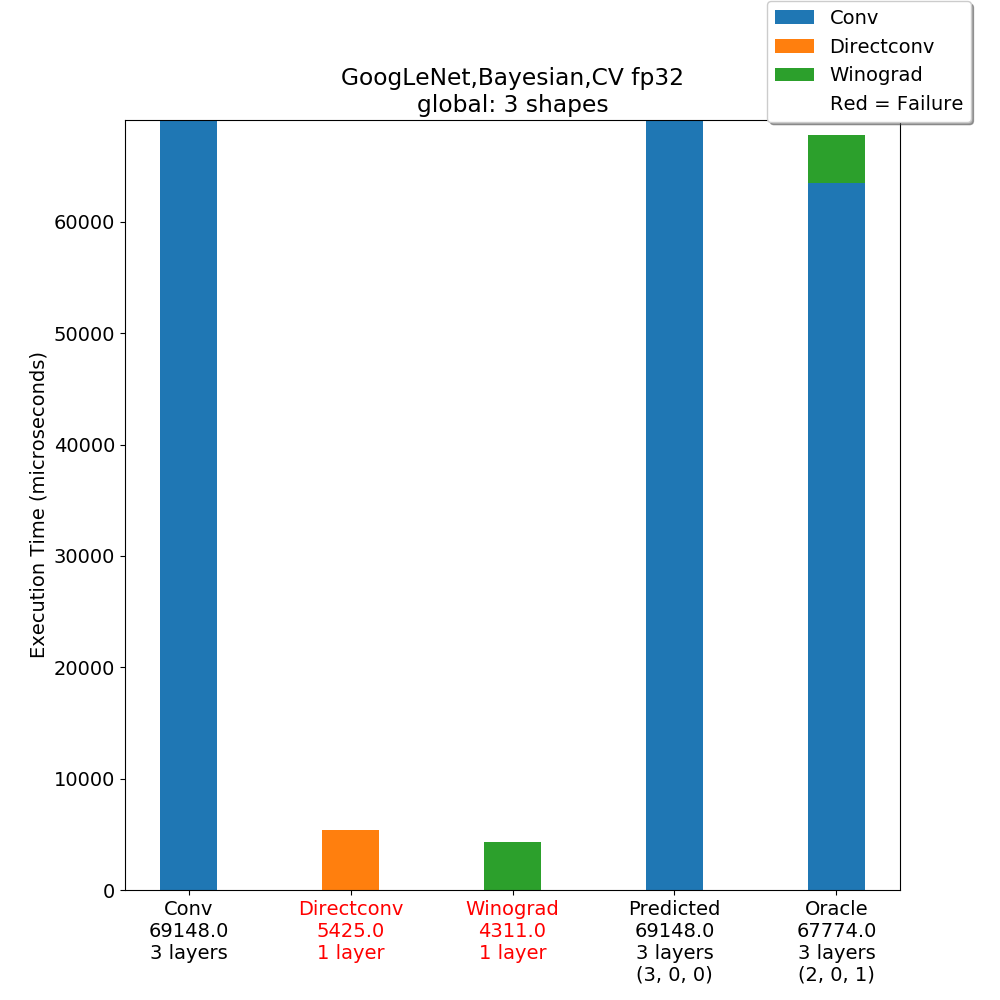 Conv
Directconv
Winograd
Red = Failure
GoogLeNet,Bayesian,CV fp32
global: 3 shapes
Execution Time (microseconds)
60000
50000
40000
30000
20000
10000
0
Conv
69148.0
3 layers
Directconv
5425.0
1 layer
Winograd
4311.0
1 layer
Predicted
69148.0
3 layers
(3, 0, 0)
Oracle
67774.0
3 layers
(2, 0, 1)